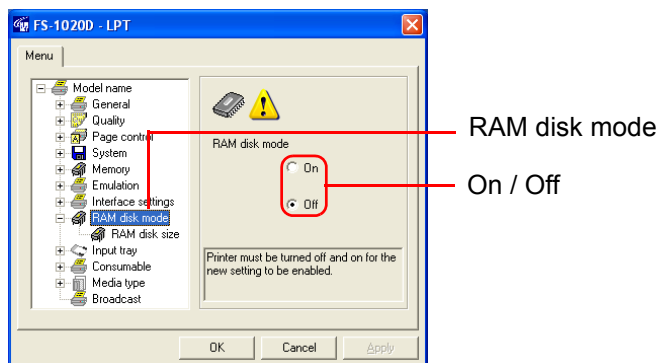 FS-1020D - LPT
Menu
Model name
General
Quality
Page control
System
Memory
Emulation
Interface settings
RAM disk mode
RAM disk size
Input tray
Consumable
Media type
Broadcast
RAM disk mode
On
Off
Printer must be turned off and on for the
new setting to be enabled.
OK Cancel Apply
RAM disk mode
On / Off